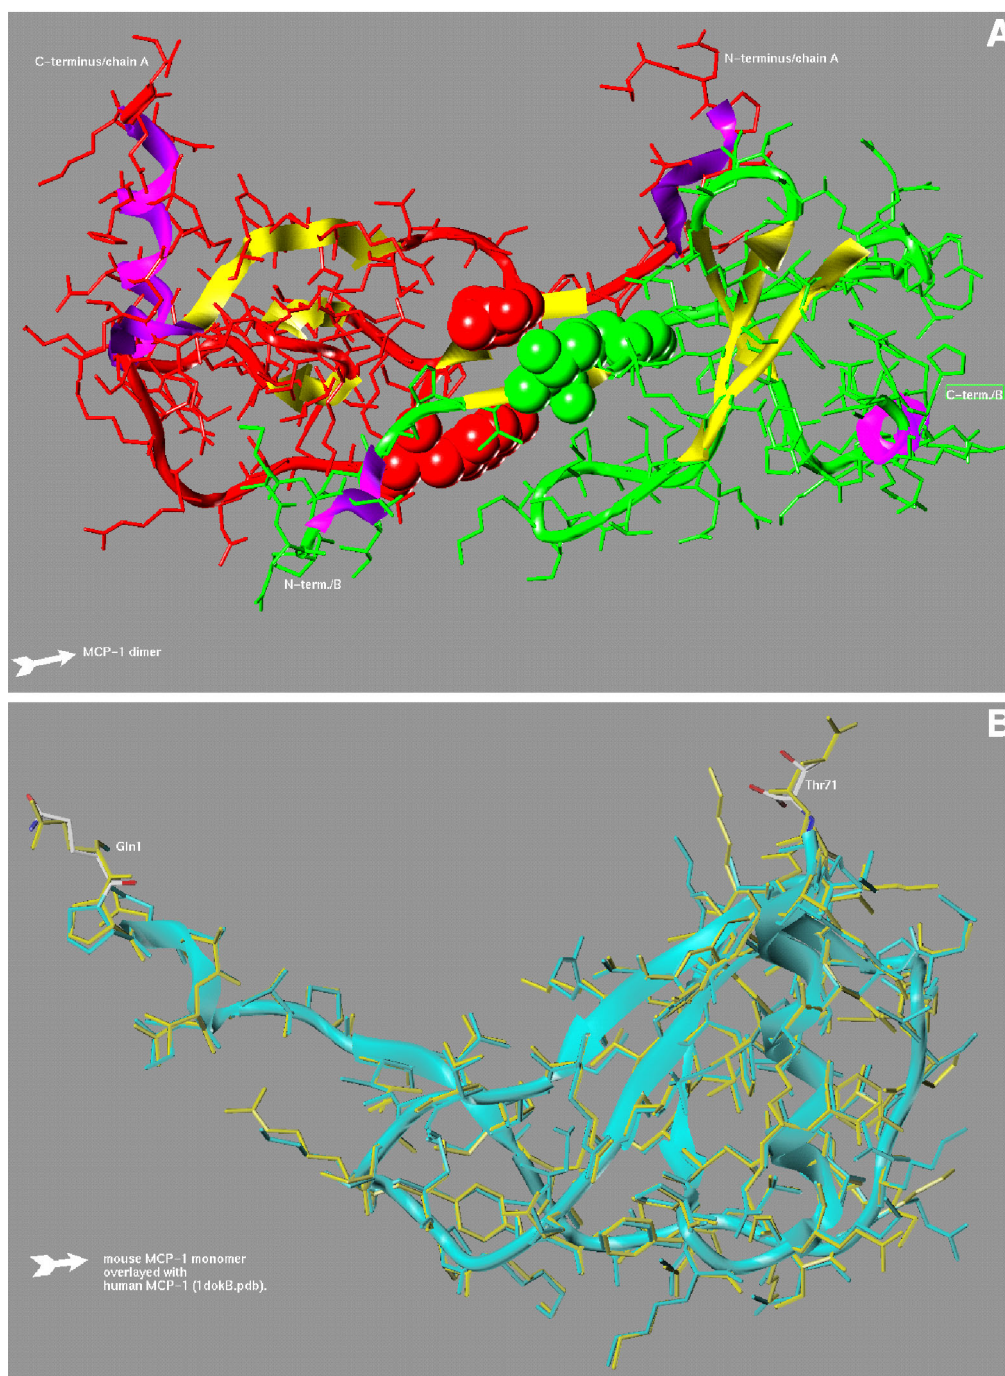 A
C-terminus/chain A
N-terminus/chain A
C-term./B
N-term./B
MCP-1 dimer
B
Thr71
Gln1
mouse MCP-1 monomer
overlayed with
human MCP-1 (1dokB.pdb).